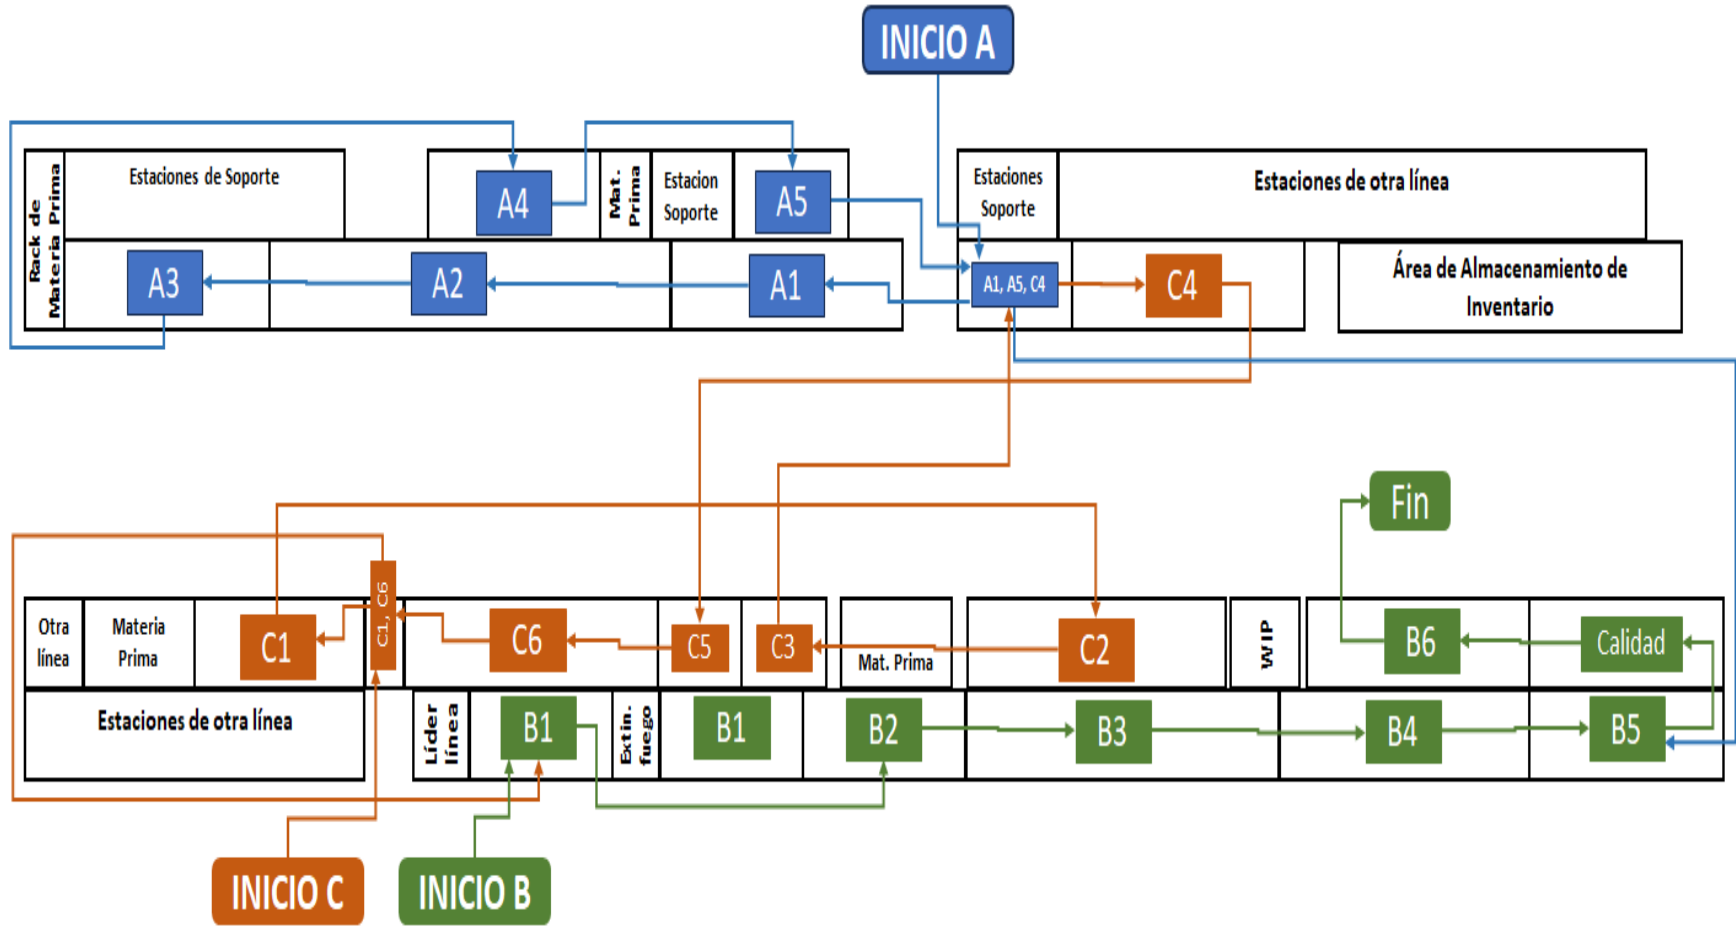 INICIO A
Rack de
Materia Prima
Estaciones de Soporte
A4
Mat.
Prima
Estacion
Soporte
A5
Estaciones
Soporte
Estaciones de otra línea
A3
A2
A1
A1, A5, C4
C4
Área de Almacenamiento de
Inventario
Fin
Otra
línea
Materia
Prima
C1
C1, C6
C6
C5
C3
Mat. Prima
C2
WIP
B6
Calidad
Estaciones de otra línea
Líder
línea
B1
Extin.
fuego
B1
B2
B3
B4
B5
INICIO C
INICIO B